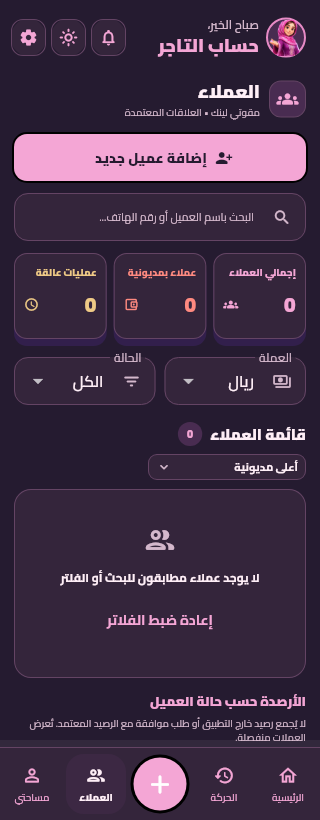 صباح الخير،
حساب التاجر
العملاء
مقوتي لينك • العلاقات المعتمدة
إضافة عميل جديد
البحث باسم العميل أو رقم الهاتف...
إجمالي العملاء
0
عملاء بمديونية
0
عمليات عالقة
0
العملة
ريال
الحالة
الكل
قائمة العملاء
0
أعلى مديونية
لا يوجد عملاء مطابقون للبحث أو الفلتر
إعادة ضبط الفلاتر
الأرصدة حسب حالة العميل
لا يُجمع رصيد خارج التطبيق أو طلب موافقة مع الرصيد المعتمد. تُعرض
العملات منفصلة.
الرئيسية
الحركة
العملاء
مساحتي